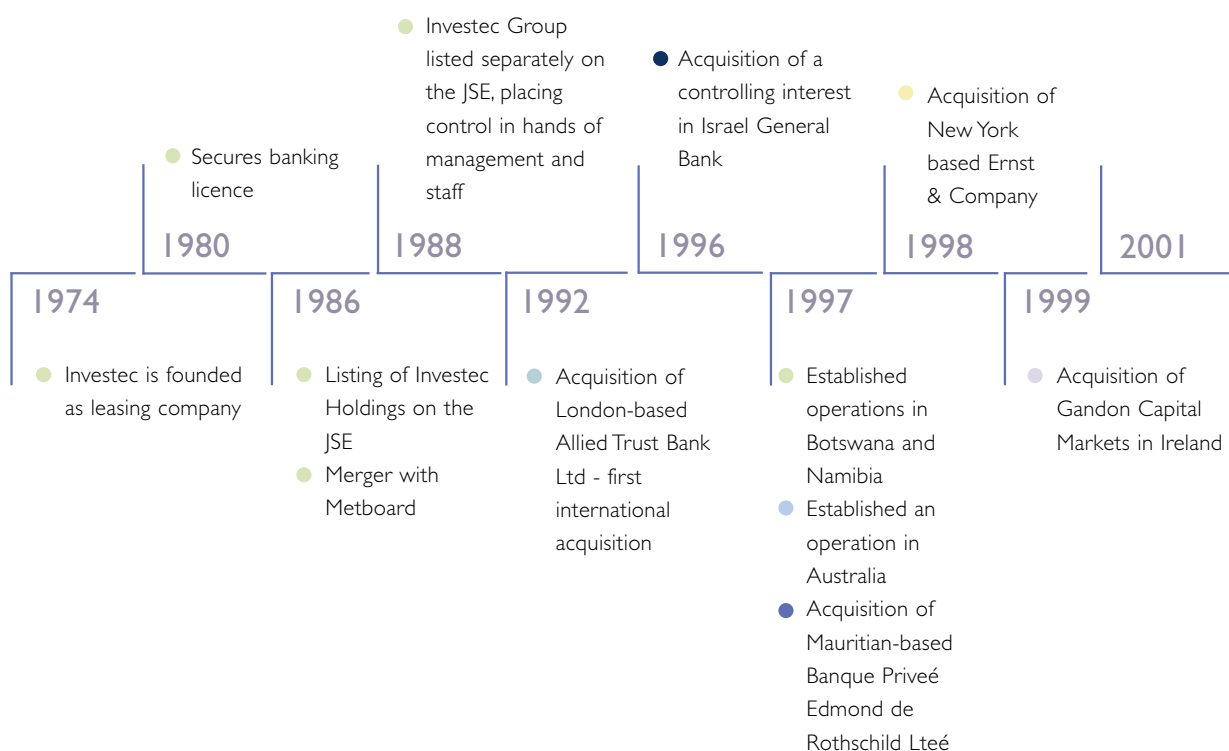 1974
Investec is founded
as leasing company
1980
Secures banking
licence
1986
Listing of Investec
Holdings on the
JSE
Merger with
Metboard
1988
Investec Group
listed separately on
the JSE, placing
control in hands of
management and
staff
1992
Acquisition of
London-based
Allied Trust Bank
Ltd - first
international
acquisition
1996
Acquisition of a
controlling interest
in Israel General
Bank
1997
Established
operations in
Botswana and
Namibia
Established an
operation in
Australia
Acquisition of
Mauritian-based
Banque Priveé
Edmond de
Rothschild Lteé
1998
Acquisition of
New York
based Ernst
& Company
1999
Acquisition of
Gandon Capital
Markets in Ireland
2001